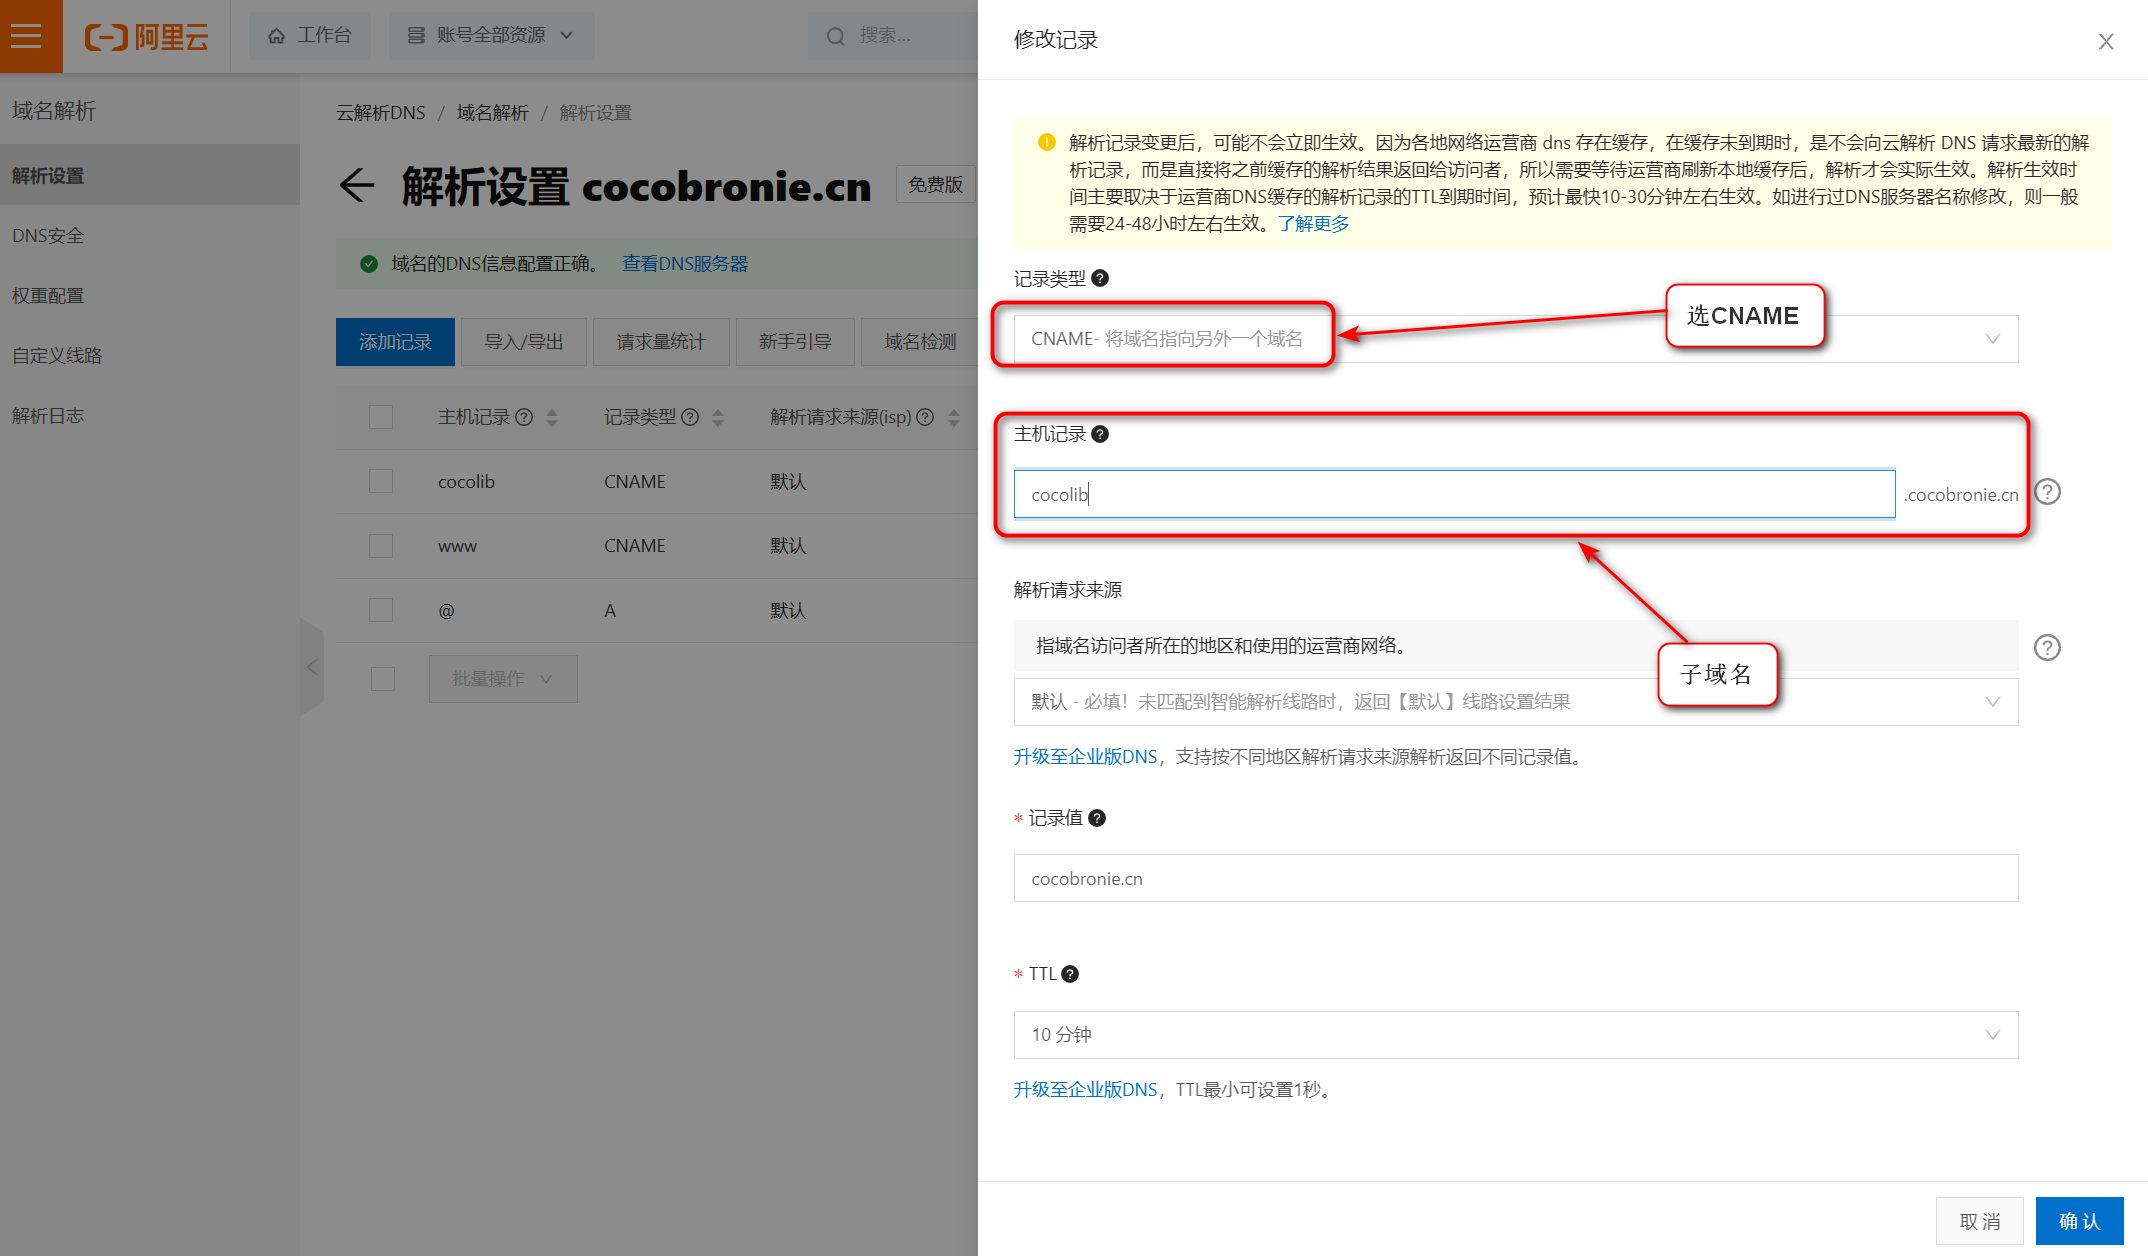 阿里云
工作台
账号全部资源
搜索...
域名解析
解析设置
DNS安全
权重配置
自定义线路
解析日志
云解析DNS / 域名解析 / 解析设置
解析设置 cocobronie.cn
免费版
域名的DNS信息配置正确。 查看DNS服务器
添加记录 导入/导出 请求量统计 新手引导 域名检测
主机记录 记录类型 解析请求来源(isp)
cocolib CNAME 默认
www CNAME 默认
@ A 默认
批量操作
修改记录
解析记录变更后，可能不会立即生效。因为各地网络运营商 dns 存在缓存，在缓存未到期时，是不会向云解析 DNS 请求最新的解
析记录，而是直接将之前缓存的解析结果返回给访问者，所以需要等待运营商刷新本地缓存后，解析才会实际生效。解析生效时
间主要取决于运营商DNS缓存的解析记录的TTL到期时间，预计最快10-30分钟左右生效。如进行过DNS服务器名称修改，则一般
需要24-48小时左右生效。了解更多
记录类型
CNAME- 将域名指向另外一个域名
选CNAME
主机记录
cocolib .cocobronie.cn
解析请求来源
指域名访问者所在的地区和使用的运营商网络。
子域名
默认 - 必填！未匹配到智能解析线路时，返回【默认】线路设置结果
升级至企业版DNS，支持按不同地区解析请求来源解析返回不同记录值。
* 记录值
cocobronie.cn
* TTL
10 分钟
升级至企业版DNS，TTL最小可设置1秒。
取消 确认